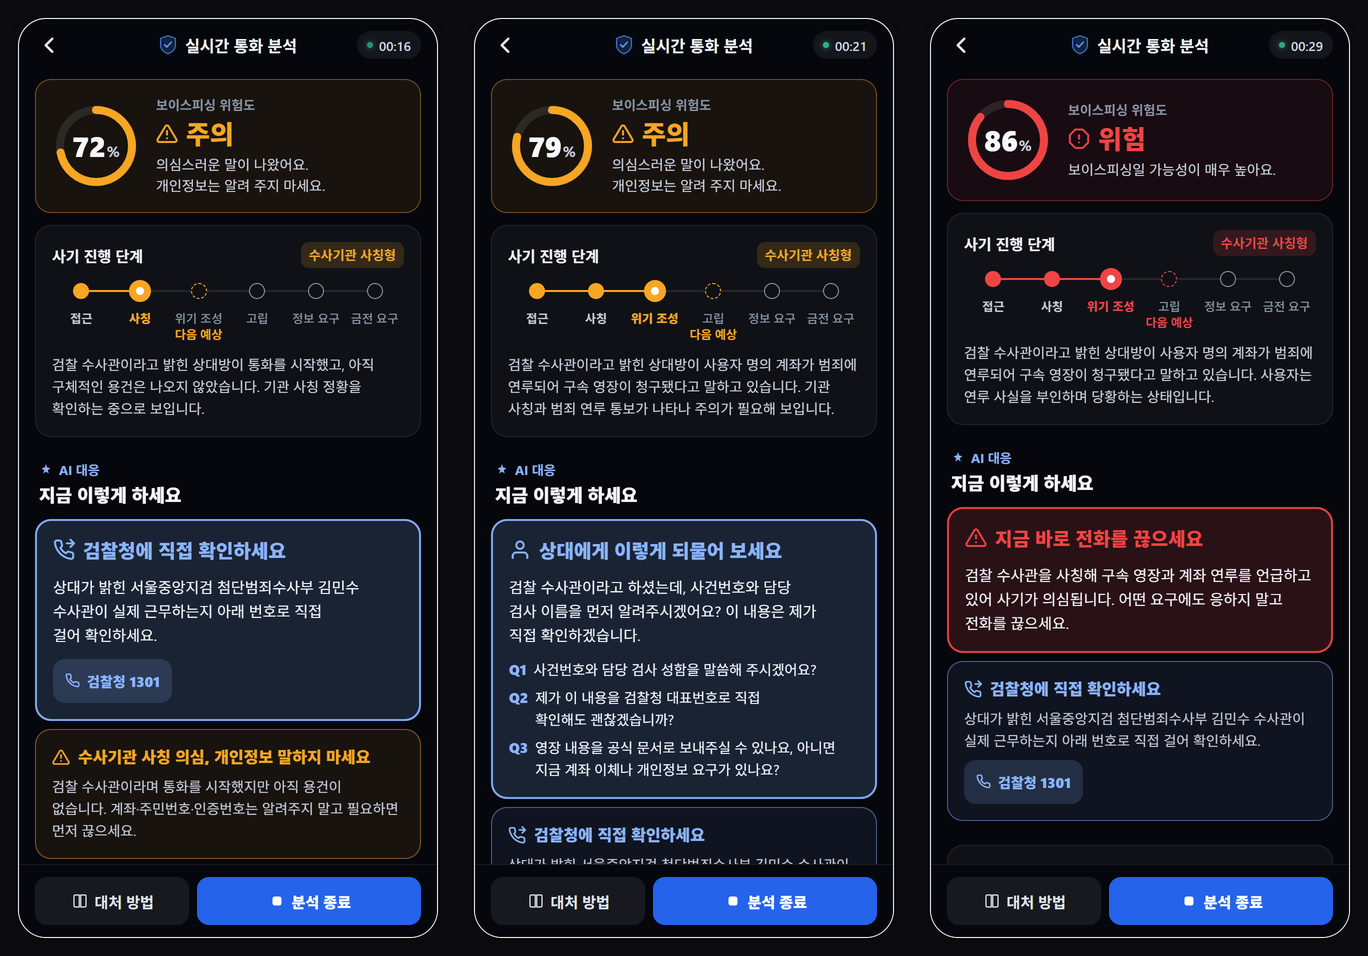 실시간 통화 분석
00:16
72%
보이스피싱 위험도
주의
의심스러운 말이 나왔어요.
개인정보는 알려 주지 마세요.
사기 진행 단계
수사기관 사칭형
접근
사칭
위기 조성
고립
정보 요구
금전 요구
다음 예상
검찰 수사관이라고 밝힌 상대방이 통화를 시작했고, 아직
구체적인 용건은 나오지 않았습니다. 기관 사칭 정황을
확인하는 중으로 보입니다.
AI 대응
지금 이렇게 하세요
검찰청에 직접 확인하세요
상대가 밝힌 서울중앙지검 첨단범죄수사부 김민수
수사관이 실제 근무하는지 아래 번호로 직접
걸어 확인하세요.
검찰청 1301
수사기관 사칭 의심, 개인정보 말하지 마세요
검찰 수사관이라며 통화를 시작했지만 아직 용건이
없습니다. 계좌·주민번호·인증번호는 알려주지 말고 필요하면
먼저 끊으세요.
대처 방법
분석 종료
실시간 통화 분석
00:21
79%
보이스피싱 위험도
주의
의심스러운 말이 나왔어요.
개인정보는 알려 주지 마세요.
사기 진행 단계
수사기관 사칭형
접근
사칭
위기 조성
고립
정보 요구
금전 요구
다음 예상
검찰 수사관이라고 밝힌 상대방이 사용자 명의 계좌가 범죄에
연루되어 구속 영장이 청구됐다고 말하고 있습니다. 기관
사칭과 범죄 연루 통보가 나타나 주의가 필요해 보입니다.
AI 대응
지금 이렇게 하세요
상대에게 이렇게 되물어 보세요
검찰 수사관이라고 하셨는데, 사건번호와 담당
검사 이름을 먼저 알려주시겠어요? 이 내용은 제가
직접 확인하겠습니다.
Q1 사건번호와 담당 검사 성함을 말씀해 주시겠어요?
Q2 제가 이 내용을 검찰청 대표번호로 직접
확인해도 괜찮겠습니까?
Q3 영장 내용을 공식 문서로 보내주실 수 있나요, 아니면
지금 계좌 이체나 개인정보 요구가 있나요?
검찰청에 직접 확인하세요
상대가 밝힌 서울중앙지검 첨단범죄수사부 김민수 수사관이
대처 방법
분석 종료
실시간 통화 분석
00:29
86%
보이스피싱 위험도
위험
보이스피싱일 가능성이 매우 높아요.
사기 진행 단계
수사기관 사칭형
접근
사칭
위기 조성
고립
정보 요구
금전 요구
다음 예상
검찰 수사관이라고 밝힌 상대방이 사용자 명의 계좌가 범죄에
연루되어 구속 영장이 청구됐다고 말하고 있습니다. 사용자는
연루 사실을 부인하며 당황하는 상태입니다.
AI 대응
지금 이렇게 하세요
지금 바로 전화를 끊으세요
검찰 수사관을 사칭해 구속 영장과 계좌 연루를 언급하고
있어 사기가 의심됩니다. 어떤 요구에도 응하지 말고
전화를 끊으세요.
검찰청에 직접 확인하세요
상대가 밝힌 서울중앙지검 첨단범죄수사부 김민수 수사관이
실제 근무하는지 아래 번호로 직접 걸어 확인하세요.
검찰청 1301
대처 방법
분석 종료